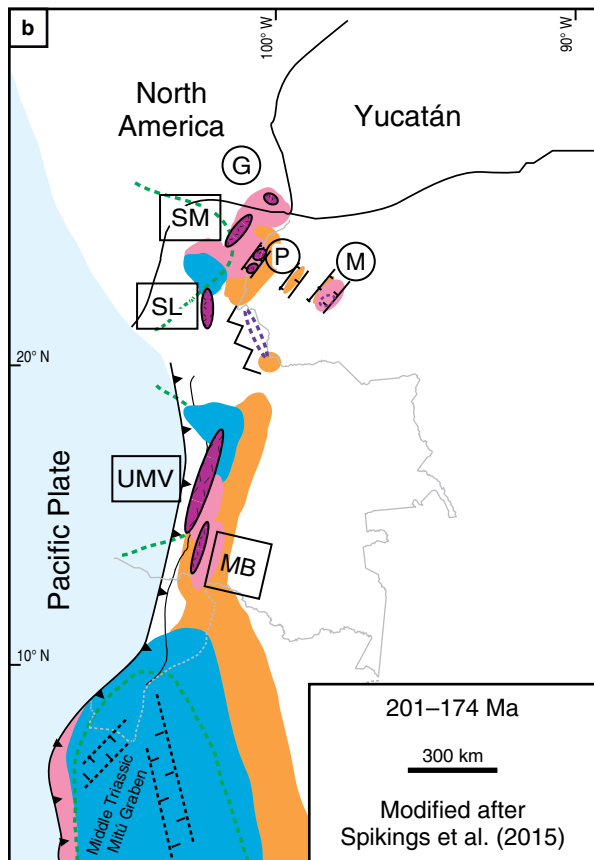 b
100° W
90° W
North
America
Yucatán
G
SM
P
M
SL
20° N
UMV
MB
Pacific Plate
10° N
Middle Triassic
Mitú Graben
201–174 Ma
300 km
Modified after
Spikings et al. (2015)